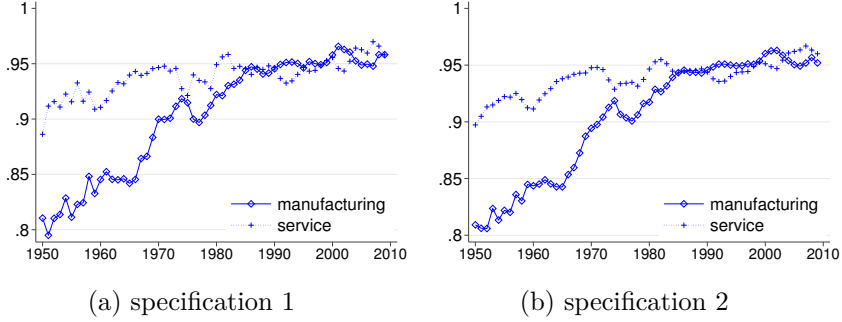 1
.95
.9
.85
.8
1950 1960 1970 1980 1990 2000 2010
manufacturing
service
(a) specification 1
1
.95
.9
.85
.8
1950 1960 1970 1980 1990 2000 2010
manufacturing
service
(b) specification 2